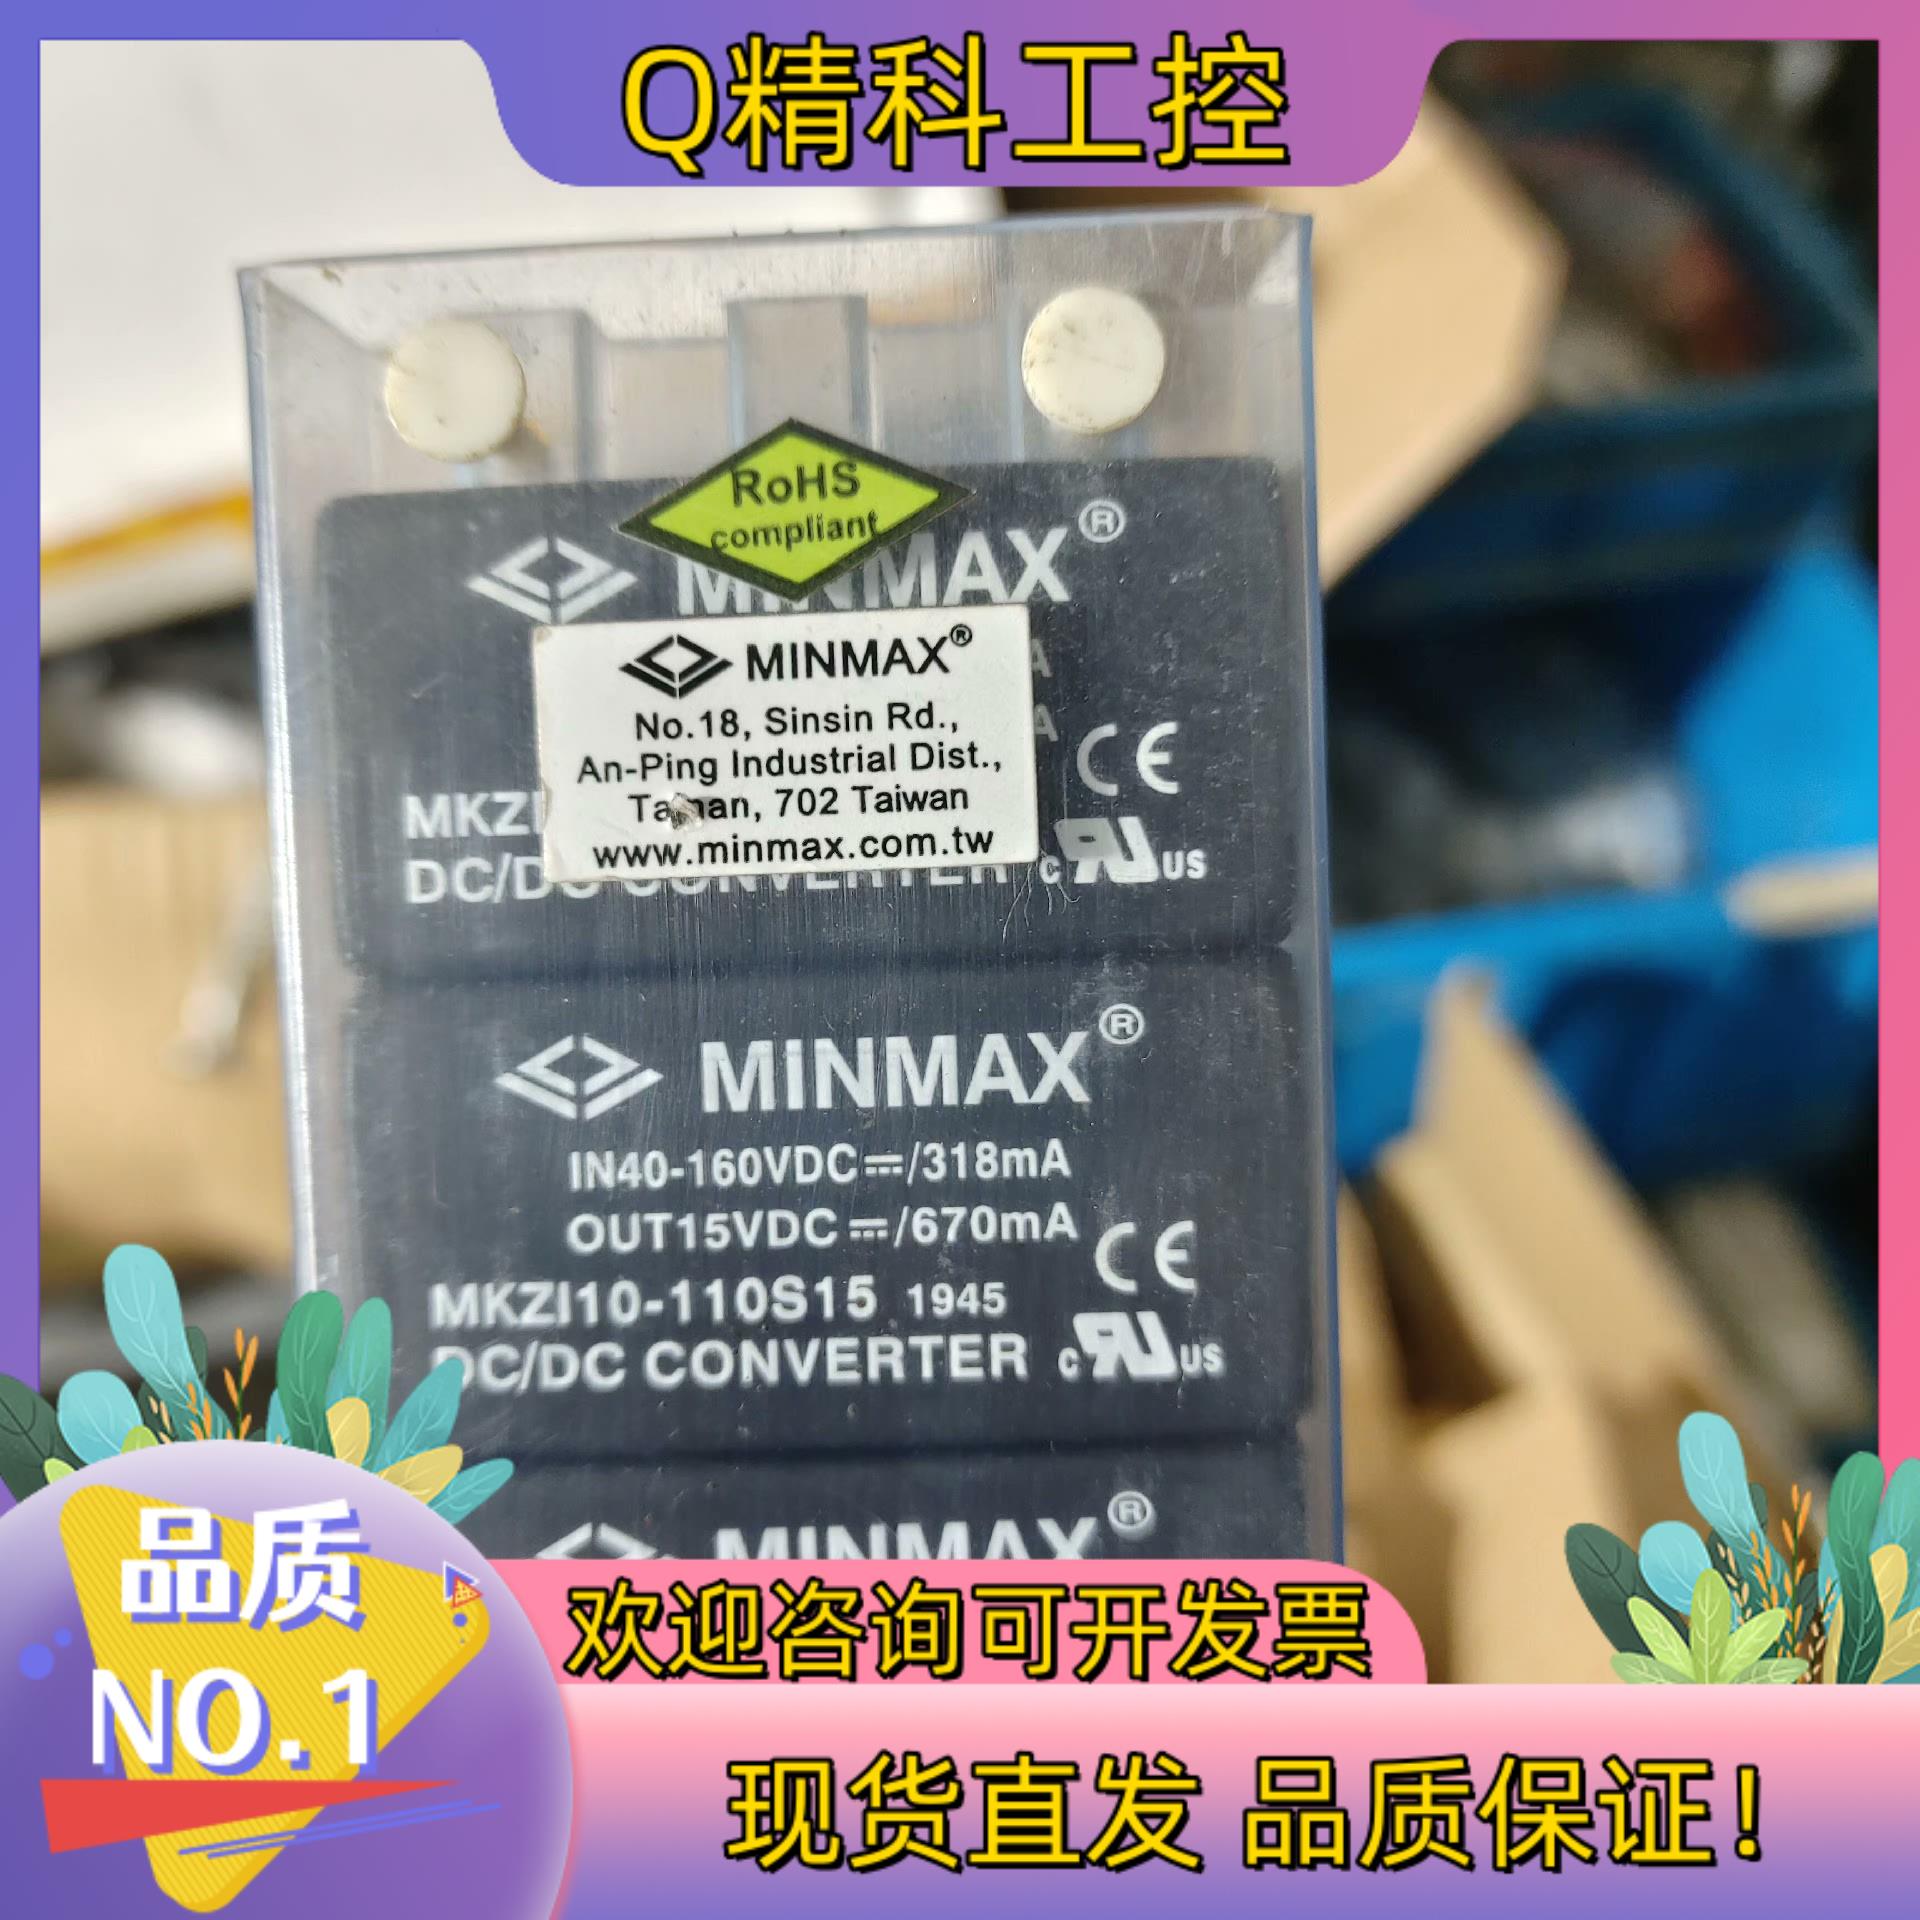 Q精科工控
RoHS
compliant
MINMAX®
MINMAX®
No.18, Sinsin Rd.,
An-Ping Industrial Dist.,
Tainan, 702 Taiwan
www.minmax.com.tw
A
A
CE
MKZI
DC/DC CONVERTER
c US
MINMAX®
IN40-160VDC⎓/318mA
OUT15VDC⎓/670mA
CE
MKZI10-110S15 1945
DC/DC CONVERTER
c US
MINMAX®
品质
NO.1
欢迎咨询可开发票
现货直发 品质保证!